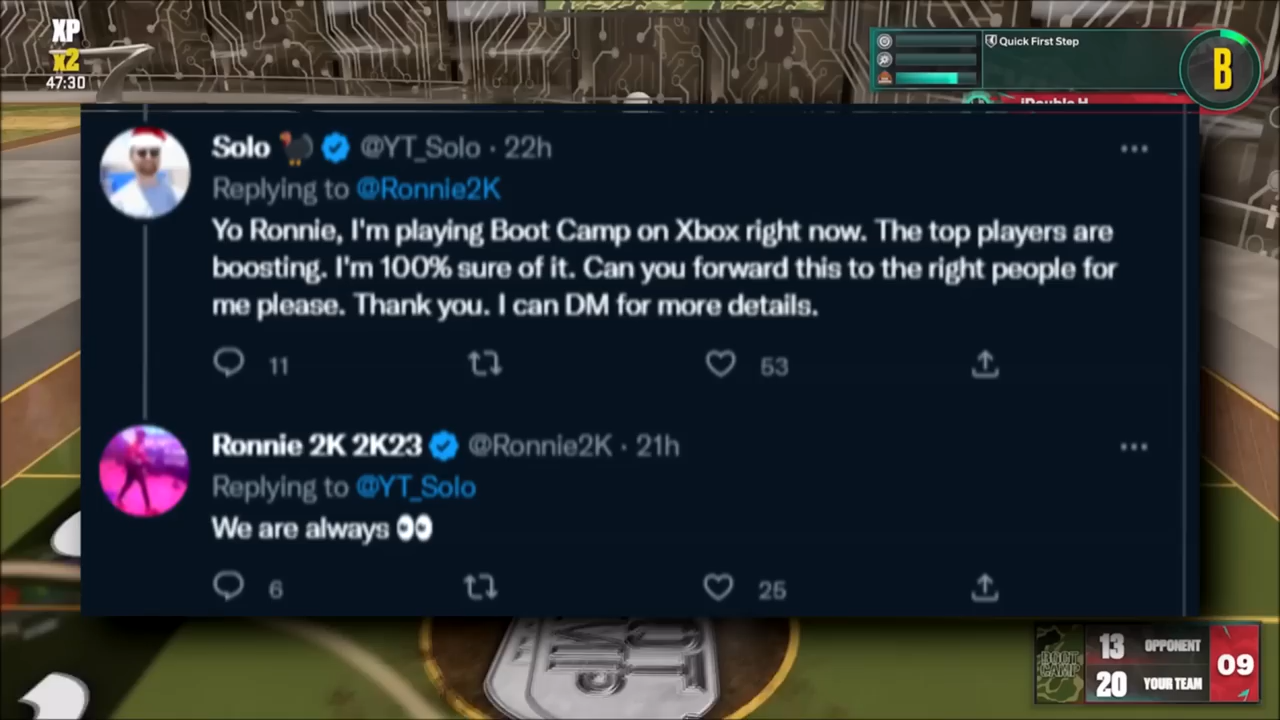 XP
x2
47:30
Quick First Step
B
iDouble H
Solo 🦃 @YT_Solo · 22h
Replying to @Ronnie2K
Yo Ronnie, I'm playing Boot Camp on Xbox right now. The top players are
boosting. I'm 100% sure of it. Can you forward this to the right people for
me please. Thank you. I can DM for more details.
11 53
Ronnie 2K 2K23 @Ronnie2K · 21h
Replying to @YT_Solo
We are always 👀
6 25
BOOT
CAMP
13 OPPONENT
20 YOUR TEAM
09